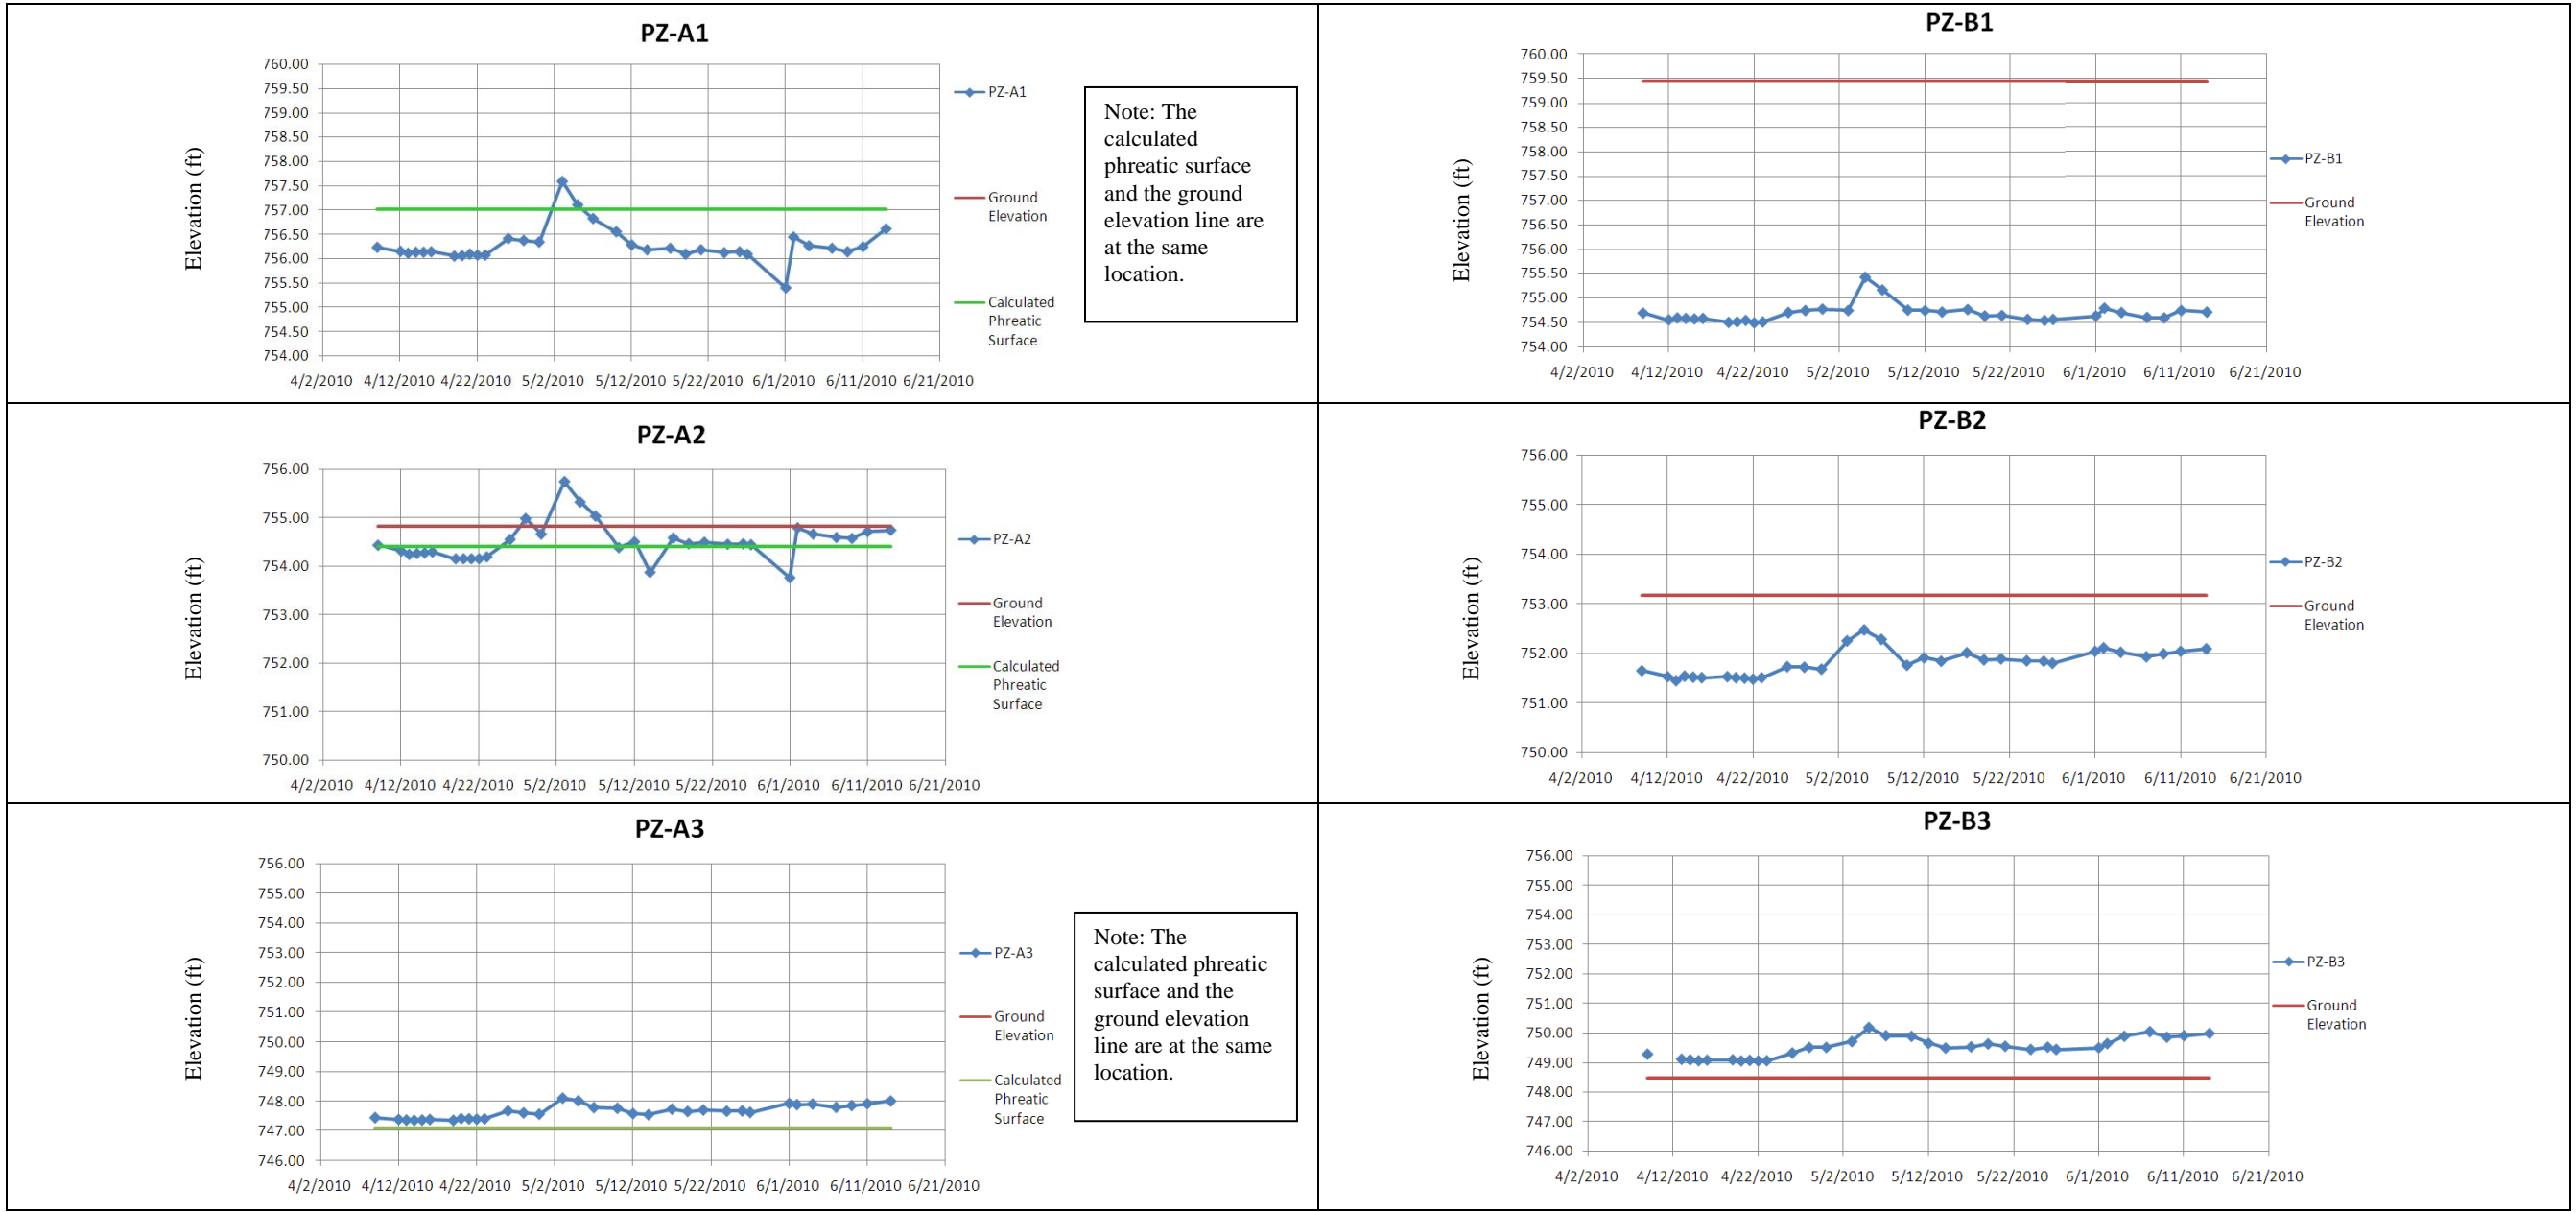 PZ-A1
760.00
759.50
759.00
758.50
758.00
757.50
757.00
756.50
756.00
755.50
755.00
754.50
754.00
Elevation (ft)
4/2/2010 4/12/2010 4/22/2010 5/2/2010 5/12/2010 5/22/2010 6/1/2010 6/11/2010 6/21/2010
PZ-A1
Ground
Elevation
Calculated
Phreatic
Surface
Note: The
calculated
phreatic surface
and the ground
elevation line are
at the same
location.
PZ-B1
760.00
759.50
759.00
758.50
758.00
757.50
757.00
756.50
756.00
755.50
755.00
754.50
754.00
Elevation (ft)
4/2/2010 4/12/2010 4/22/2010 5/2/2010 5/12/2010 5/22/2010 6/1/2010 6/11/2010 6/21/2010
PZ-B1
Ground
Elevation
PZ-A2
756.00
755.00
754.00
753.00
752.00
751.00
750.00
Elevation (ft)
4/2/2010 4/12/2010 4/22/2010 5/2/2010 5/12/2010 5/22/2010 6/1/2010 6/11/2010 6/21/2010
PZ-A2
Ground
Elevation
Calculated
Phreatic
Surface
PZ-B2
756.00
755.00
754.00
753.00
752.00
751.00
750.00
Elevation (ft)
4/2/2010 4/12/2010 4/22/2010 5/2/2010 5/12/2010 5/22/2010 6/1/2010 6/11/2010 6/21/2010
PZ-B2
Ground
Elevation
PZ-A3
756.00
755.00
754.00
753.00
752.00
751.00
750.00
749.00
748.00
747.00
746.00
Elevation (ft)
4/2/2010 4/12/2010 4/22/2010 5/2/2010 5/12/2010 5/22/2010 6/1/2010 6/11/2010 6/21/2010
PZ-A3
Ground
Elevation
Calculated
Phreatic
Surface
Note: The
calculated phreatic
surface and the
ground elevation
line are at the same
location.
PZ-B3
756.00
755.00
754.00
753.00
752.00
751.00
750.00
749.00
748.00
747.00
746.00
Elevation (ft)
4/2/2010 4/12/2010 4/22/2010 5/2/2010 5/12/2010 5/22/2010 6/1/2010 6/11/2010 6/21/2010
PZ-B3
Ground
Elevation